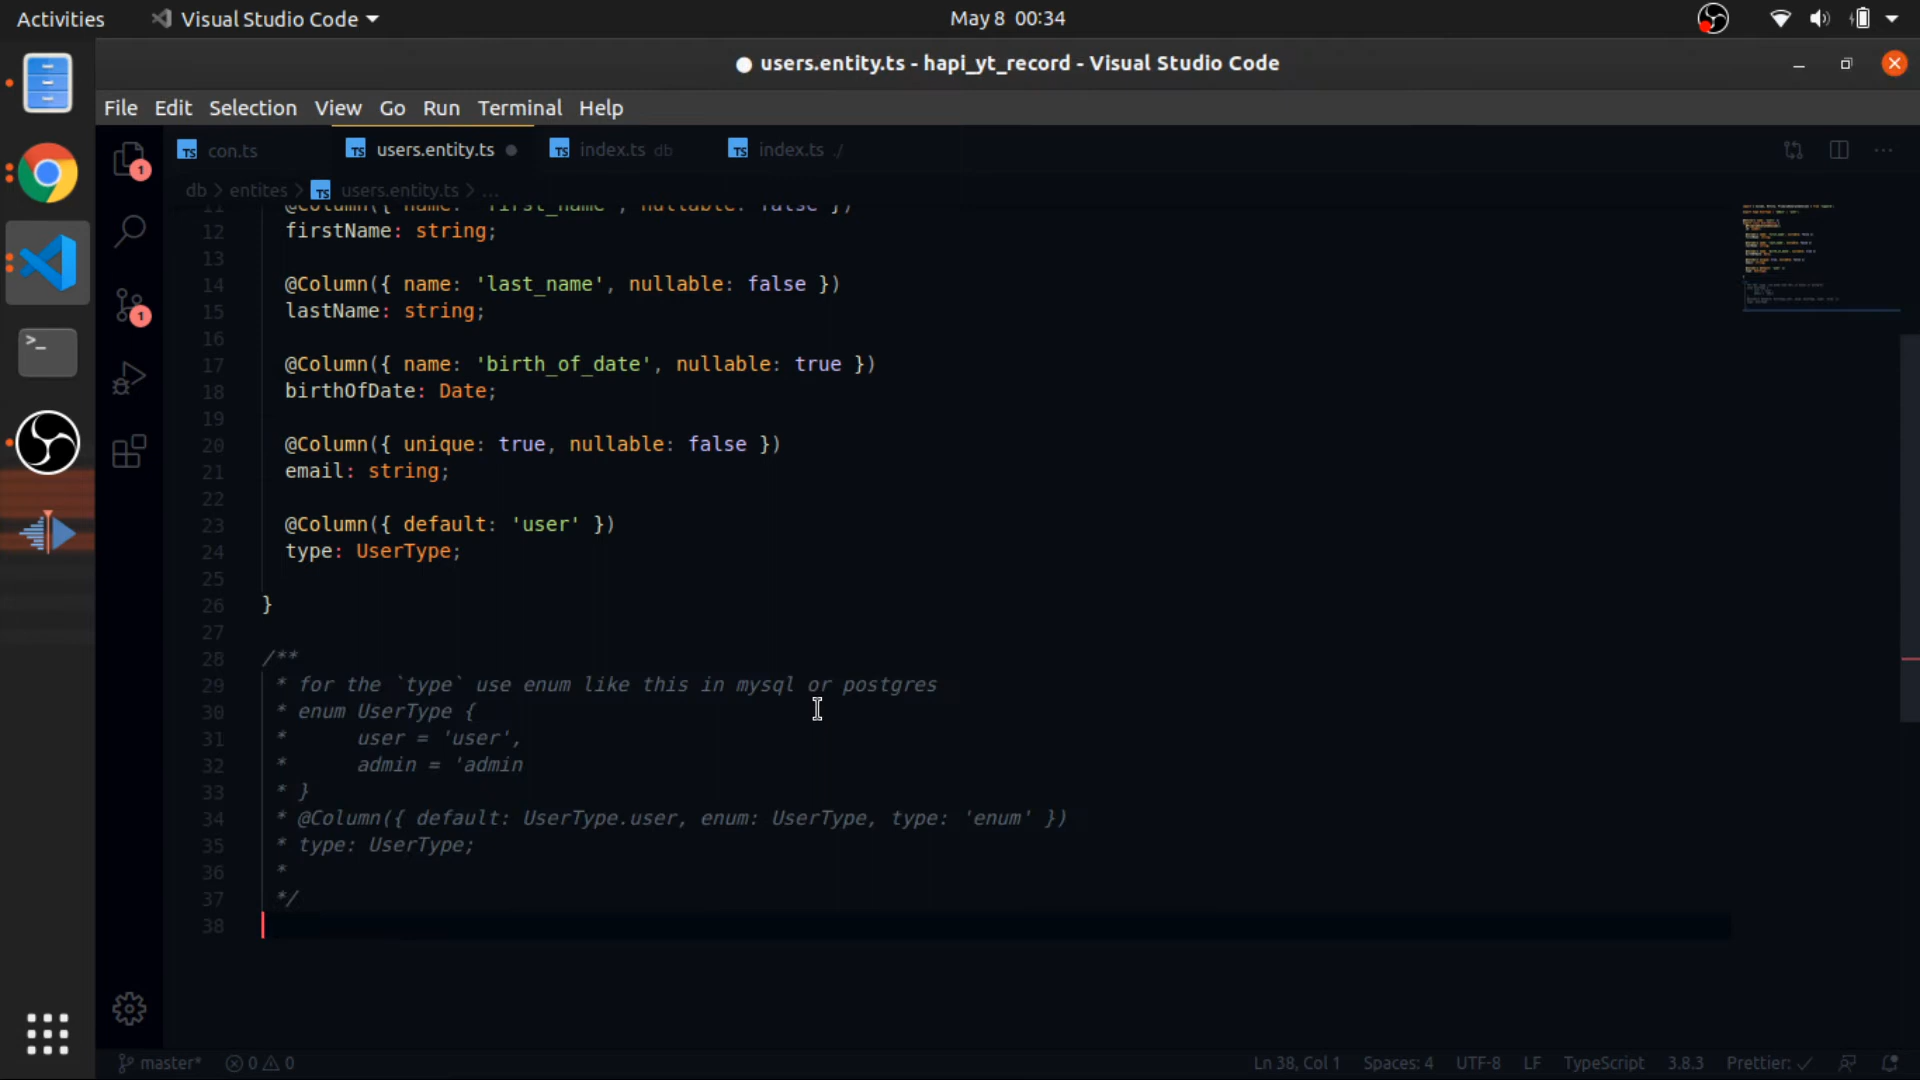 Activities Visual Studio Code May 8 00:34
users.entity.ts - hapi_yt_record - Visual Studio Code
File Edit Selection View Go Run Terminal Help
TS con.ts TS users.entity.ts TS index.ts db TS index.ts ./
1
db > entites > TS users.entity.ts > ...
11 @Column({ name: 'first_name', nullable: false })
12 firstName: string;
13
14 @Column({ name: 'last_name', nullable: false })
15 lastName: string;
16
17 @Column({ name: 'birth_of_date', nullable: true })
18 birthOfDate: Date;
19
20 @Column({ unique: true, nullable: false })
21 email: string;
22
23 @Column({ default: 'user' })
24 type: UserType;
25
26 }
27
28 /**
29 * for the `type` use enum like this in mysql or postgres
30 * enum UserType {
31 * user = 'user',
32 * admin = 'admin
33 * }
34 * @Column({ default: UserType.user, enum: UserType, type: 'enum' })
35 * type: UserType;
36 *
37 */
38
1
master* 0 0 Ln 38, Col 1 Spaces: 4 UTF-8 LF TypeScript 3.8.3 Prettier: ✓